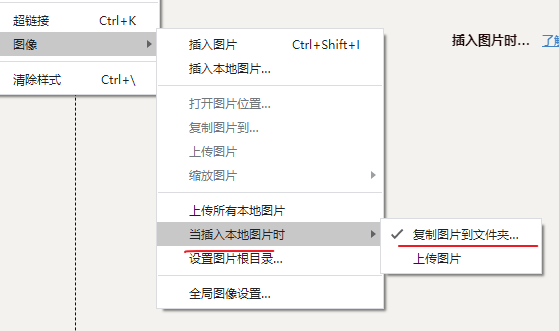 超链接 Ctrl+K
图像
清除样式 Ctrl+\
插入图片 Ctrl+Shift+I
插入本地图片...
打开图片位置...
复制图片到...
上传图片
缩放图片
上传所有本地图片
当插入本地图片时
设置图片根目录...
全局图像设置...
复制图片到文件夹...
上传图片
插入图片时... 了解